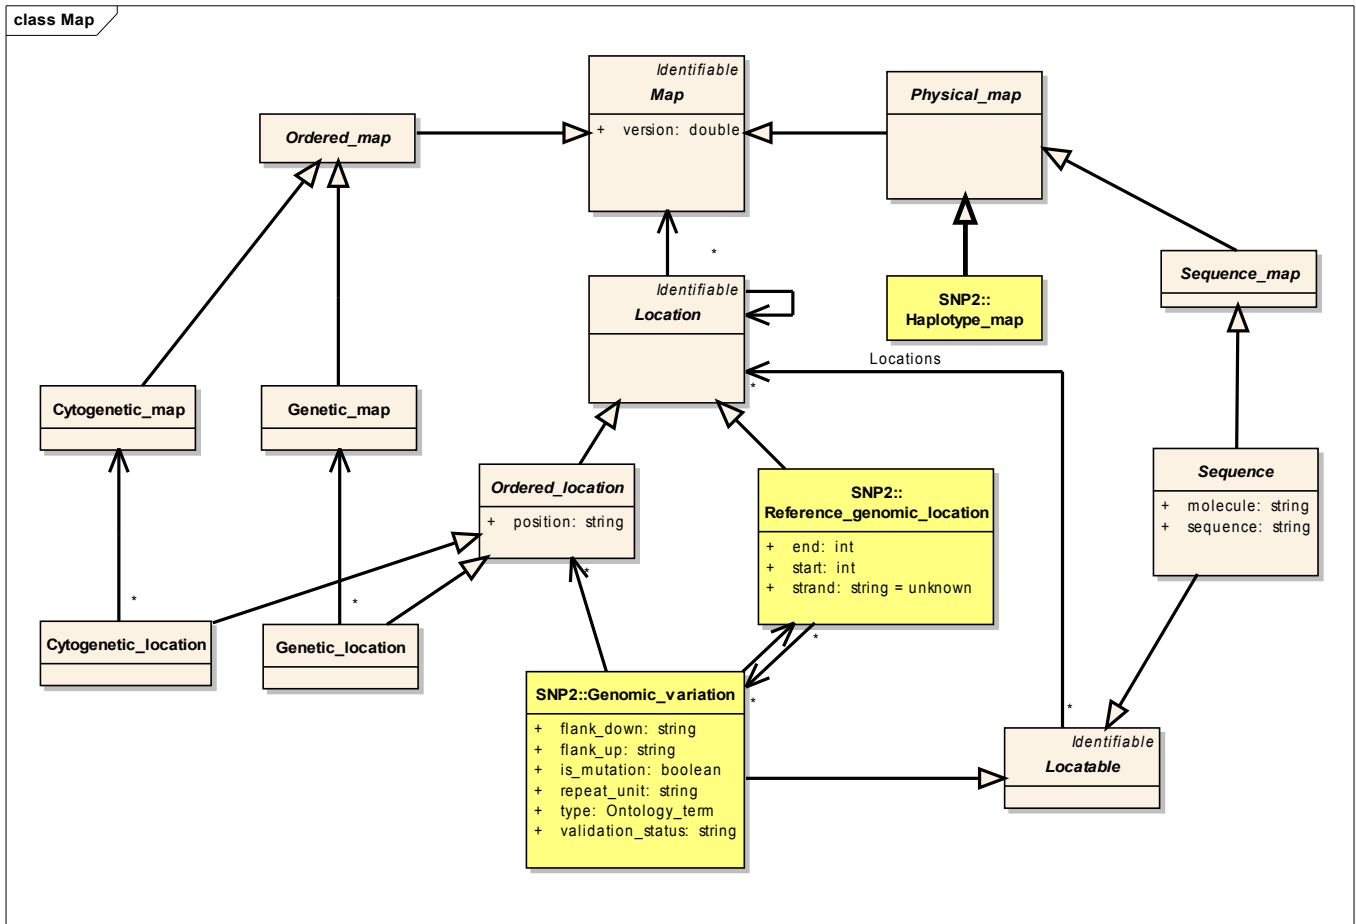 class Map
Identifiable
Map
+ version: double
Physical_map
Ordered_map
*
Sequence_map
Identifiable
Location
SNP2::
Haplotype_map
Locations
*
Cytogenetic_map
Genetic_map
Sequence
+ molecule: string
+ sequence: string
Ordered_location
+ position: string
SNP2::
Reference_genomic_location
+ end: int
+ start: int
+ strand: string = unknown
*
*
*
*
Cytogenetic_location
Genetic_location
SNP2::Genomic_variation
+ flank_down: string
+ flank_up: string
+ is_mutation: boolean
+ repeat_unit: string
+ type: Ontology_term
+ validation_status: string
*
*
Identifiable
Locatable